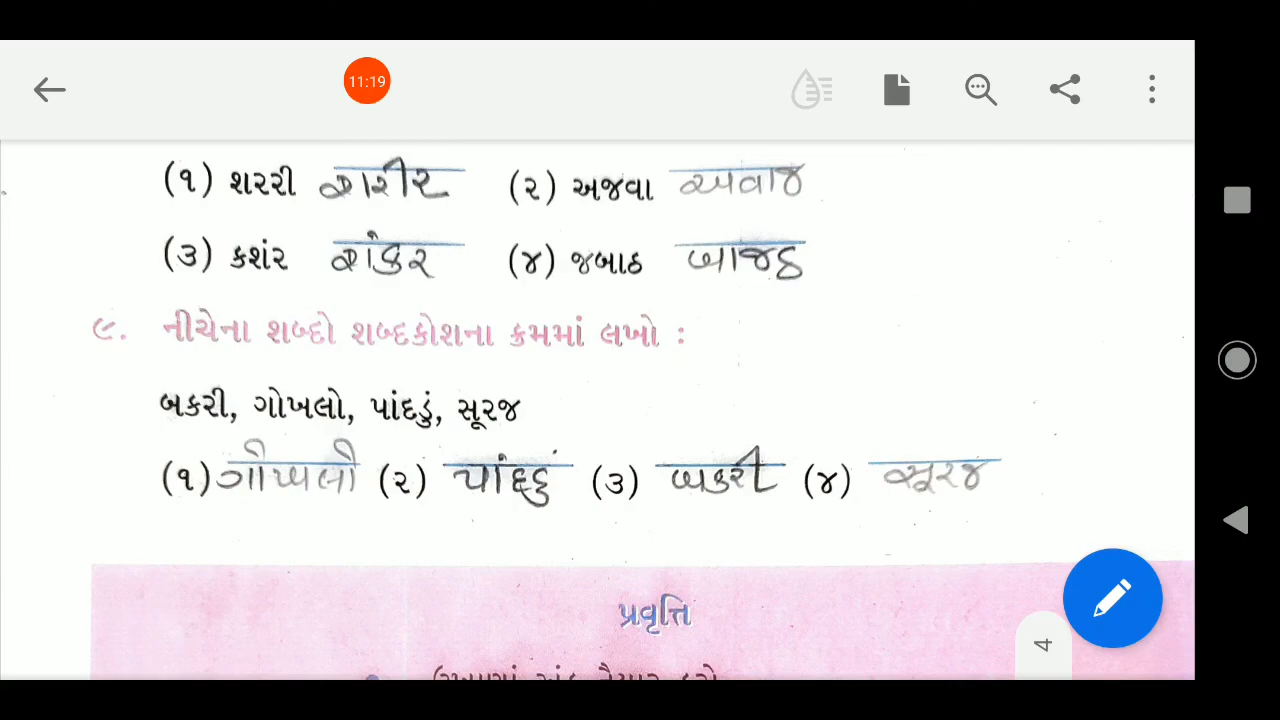 11:19
(૧) શરરી શરીર (૨) અજવા અવાજ
(૩) કશંર શંકર (૪) જબાઠ બાજઠ
૯. નીચેના શબ્દો શબ્દકોશના ક્રમમાં લખો :
બકરી, ગોખલો, પાંદડું, સૂરજ
(૧) ગોખલો (૨) પાંદડું (૩) બકરી (૪) સૂરજ
4
પ્રવૃત્તિ